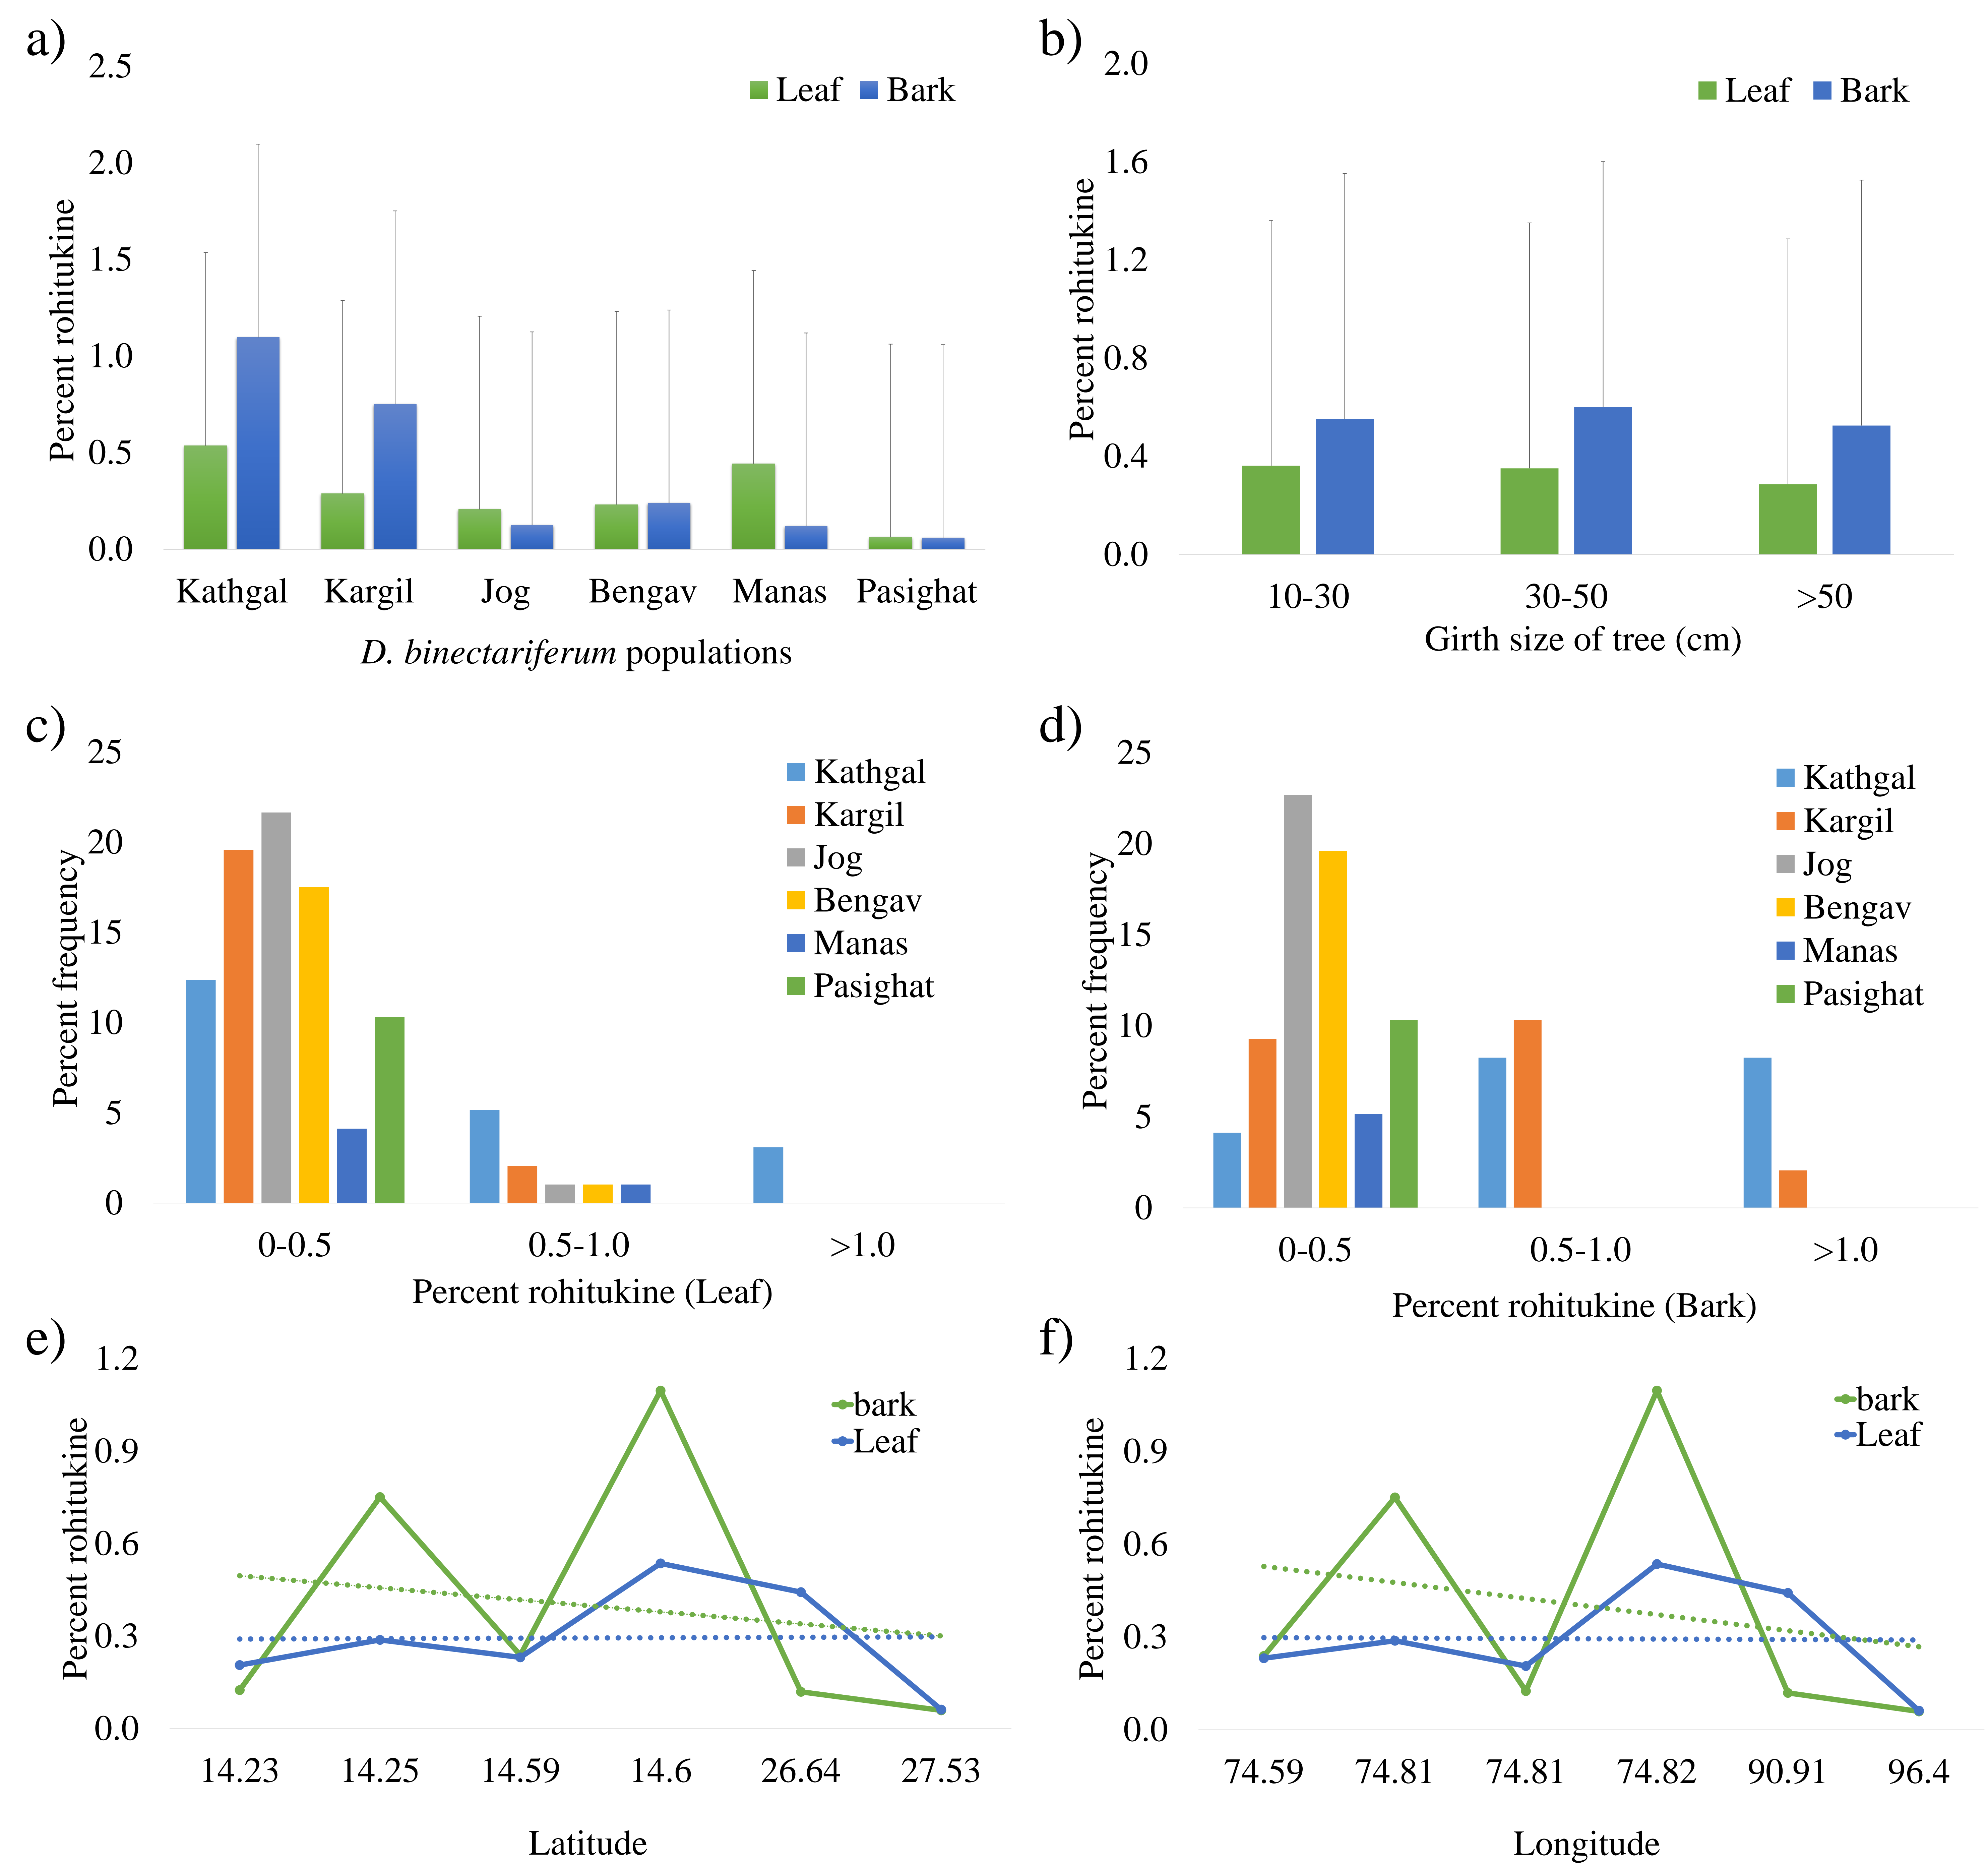 a)
2.5
2.0
1.5
1.0
0.5
0.0
Percent rohitukine
Leaf Bark
Kathgal Kargil Jog Bengav Manas Pasighat
D. binectariferum populations
b)
2.0
1.6
1.2
0.8
0.4
0.0
Percent rohitukine
Leaf Bark
10-30 30-50 >50
Girth size of tree (cm)
c)
25
20
15
10
5
0
Percent frequency
Kathgal
Kargil
Jog
Bengav
Manas
Pasighat
0-0.5 0.5-1.0 >1.0
Percent rohitukine (Leaf)
d)
25
20
15
10
5
0
Percent frequency
Kathgal
Kargil
Jog
Bengav
Manas
Pasighat
0-0.5 0.5-1.0 >1.0
Percent rohitukine (Bark)
e)
1.2
0.9
0.6
0.3
0.0
Percent rohitukine
bark
Leaf
14.23 14.25 14.59 14.6 26.64 27.53
Latitude
f)
1.2
0.9
0.6
0.3
0.0
Percent rohitukine
bark
Leaf
74.59 74.81 74.81 74.82 90.91 96.4
Longitude